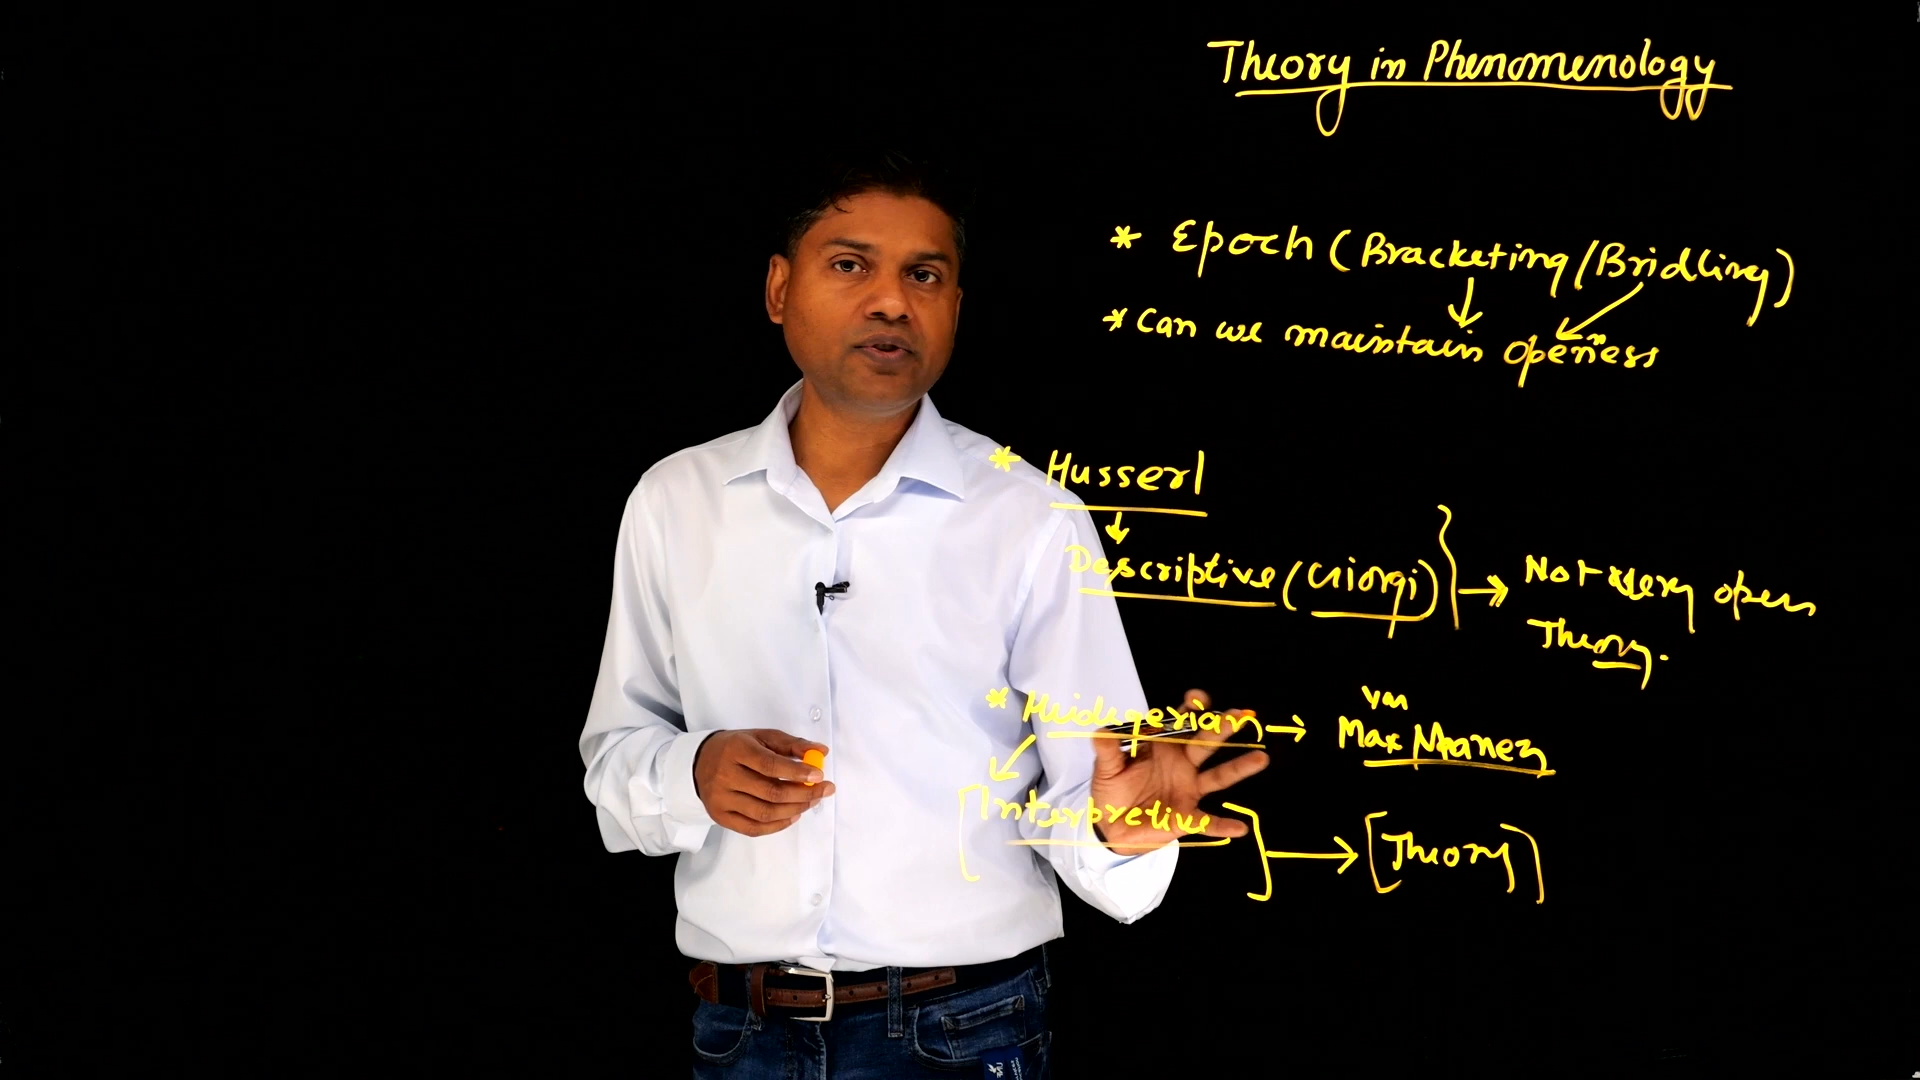 Theory in Phenomenology
* Epoch (Bracketing/Bridling)
* Can we maintain openness
* Husserl
Descriptive (Giorgi) → Not very open
Theory.
van
* Heidegerian → Max Manen
[Interpretive] → [Theory]